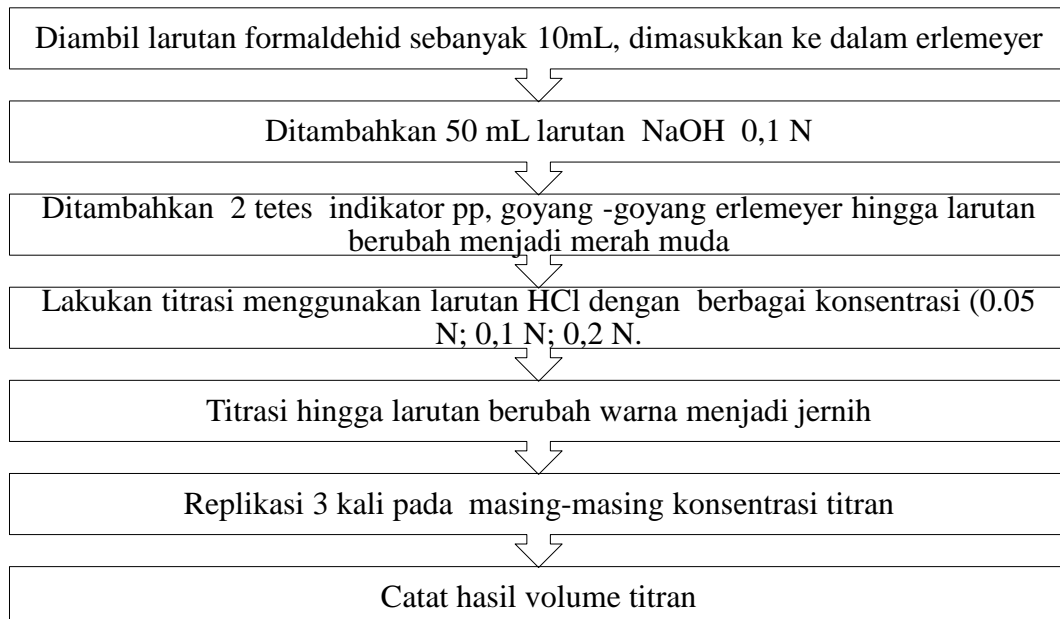 Diambil larutan formaldehid sebanyak 10mL, dimasukkan ke dalam erlemeyer
Ditambahkan 50 mL larutan NaOH 0,1 N
Ditambahkan 2 tetes indikator pp, goyang -goyang erlemeyer hingga larutan
berubah menjadi merah muda
Lakukan titrasi menggunakan larutan HCl dengan berbagai konsentrasi (0.05
N; 0,1 N; 0,2 N.
Titrasi hingga larutan berubah warna menjadi jernih
Replikasi 3 kali pada masing-masing konsentrasi titran
Catat hasil volume titran